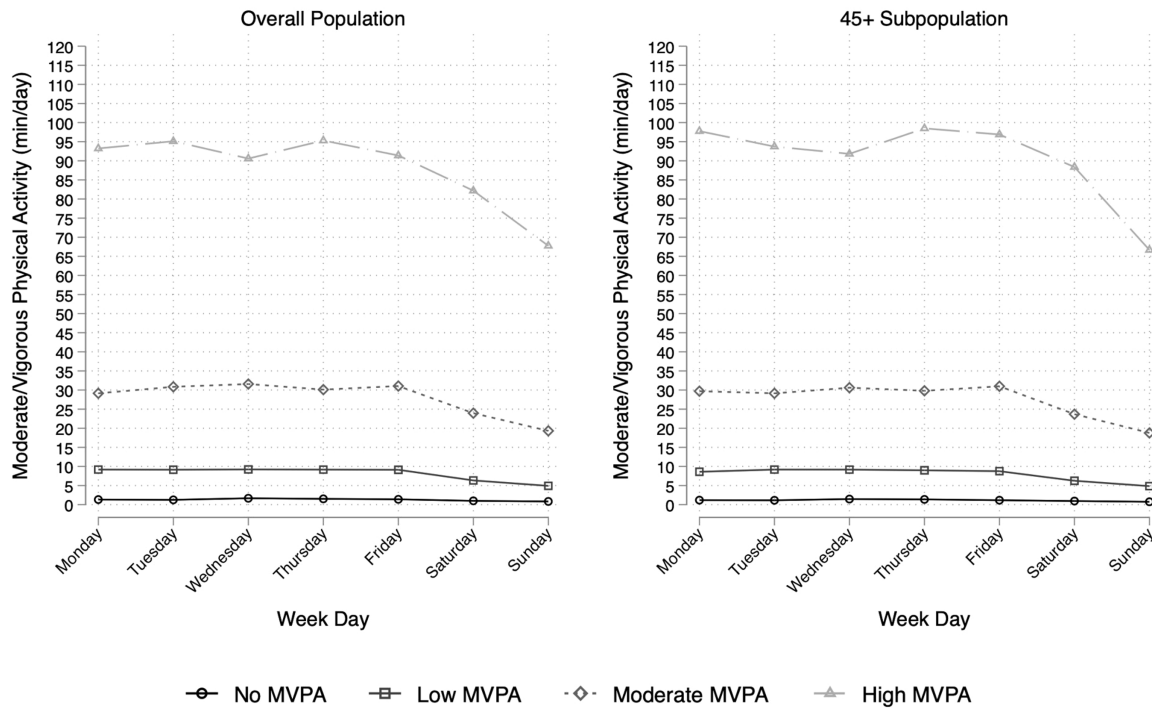 Overall Population
45+ Subpopulation
Moderate/Vigorous Physical Activity (min/day)
120
115
110
105
100
95
90
85
80
75
70
65
60
55
50
45
40
35
30
25
20
15
10
5
0
Monday
Tuesday
Wednesday
Thursday
Friday
Saturday
Sunday
Week Day
Moderate/Vigorous Physical Activity (min/day)
120
115
110
105
100
95
90
85
80
75
70
65
60
55
50
45
40
35
30
25
20
15
10
5
0
Monday
Tuesday
Wednesday
Thursday
Friday
Saturday
Sunday
Week Day
No MVPA Low MVPA Moderate MVPA High MVPA